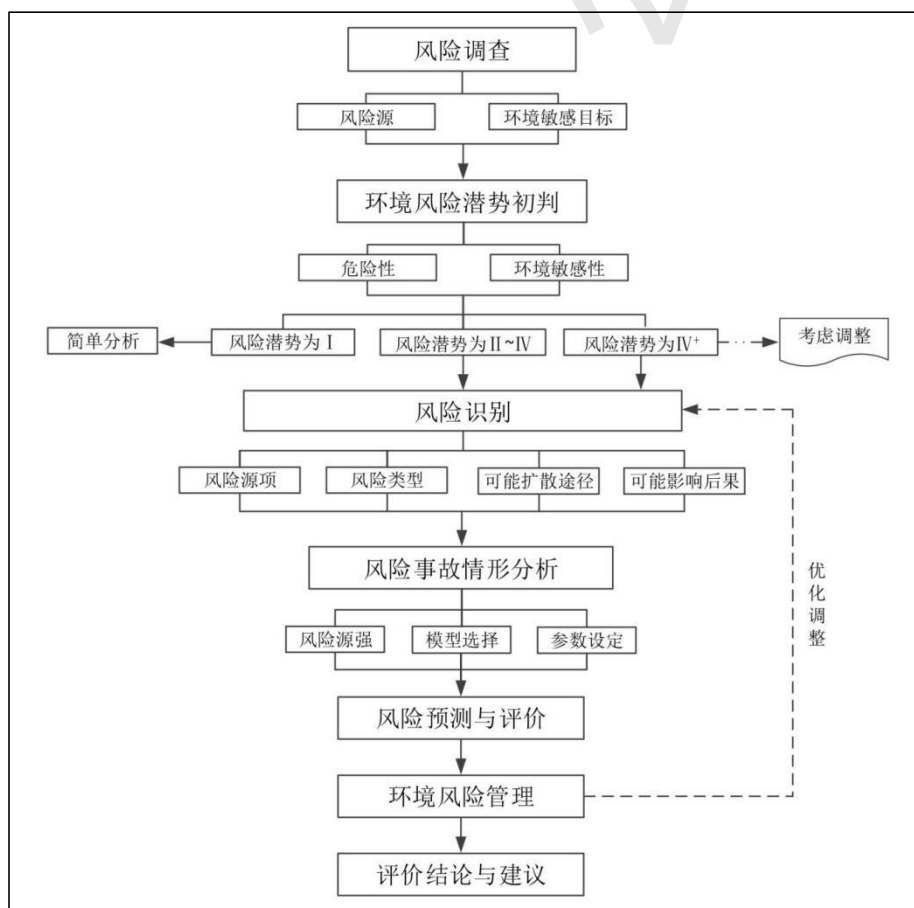 风险调查
风险源
环境敏感目标
环境风险潜势初判
危险性
环境敏感性
简单分析
风险潜势为Ⅰ
风险潜势为Ⅱ~Ⅳ
风险潜势为Ⅳ⁺
考虑调整
风险识别
风险源项
风险类型
可能扩散途径
可能影响后果
风险事故情形分析
优化调整
风险源强
模型选择
参数设定
风险预测与评价
环境风险管理
评价结论与建议